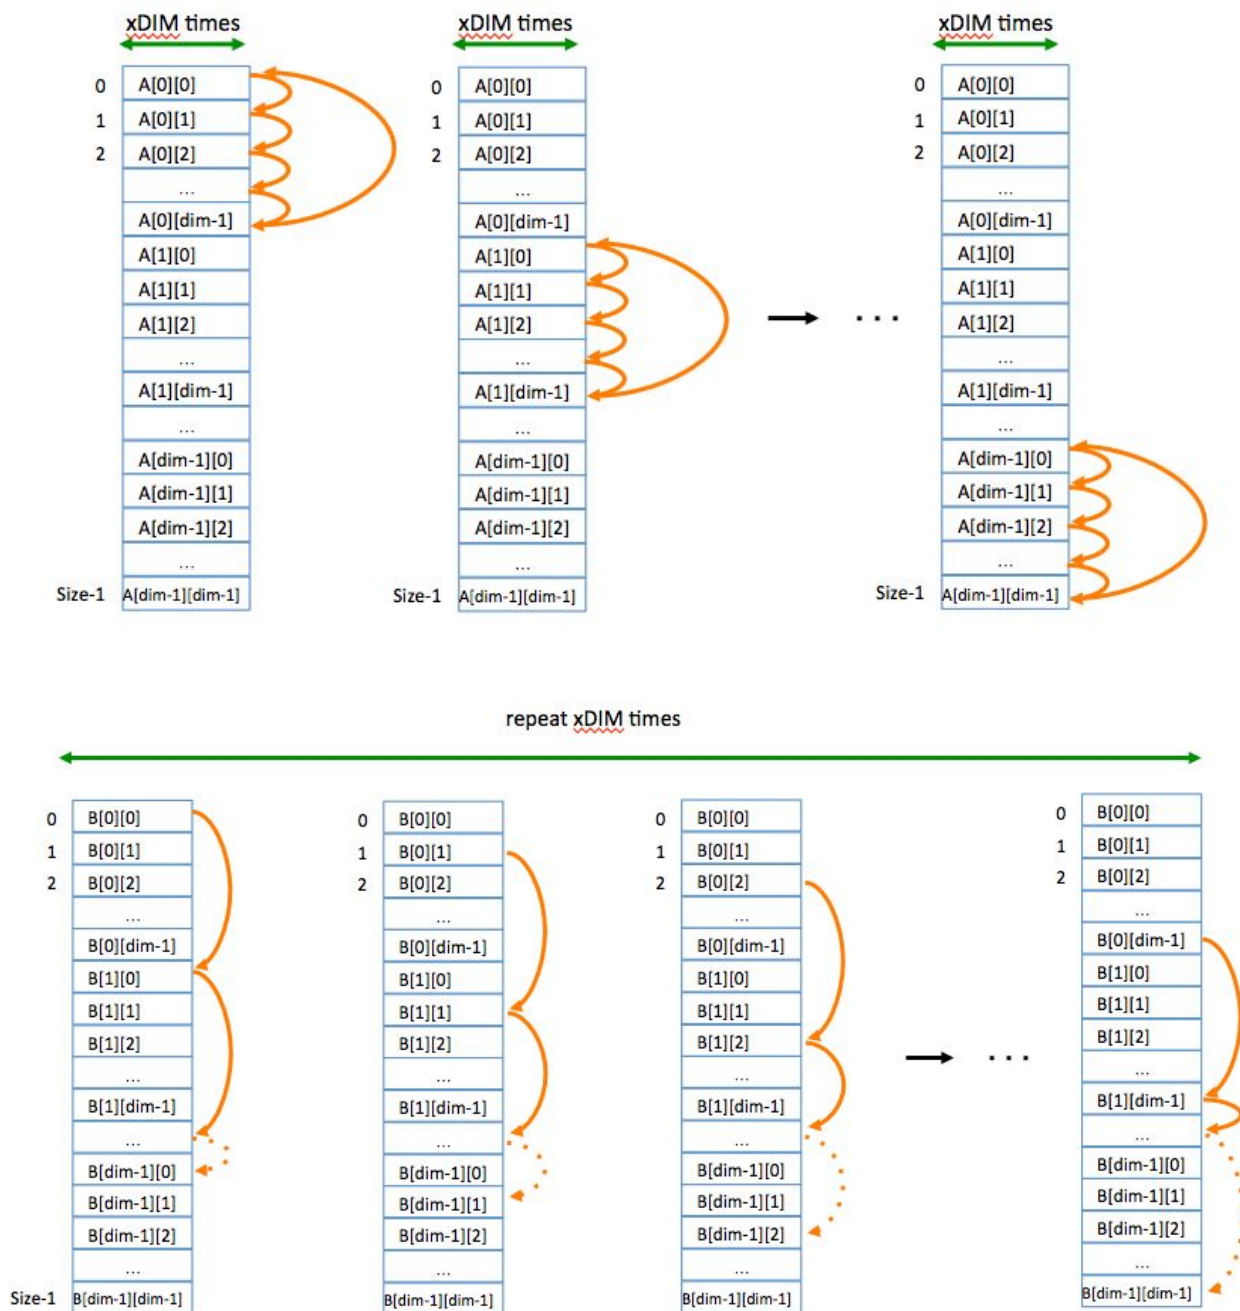 xDIM times xDIM times xDIM times
0 A[0][0] 0 A[0][0] 0 A[0][0]
1 A[0][1] 1 A[0][1] 1 A[0][1]
2 A[0][2] 2 A[0][2] 2 A[0][2]
... ... ...
A[0][dim-1] A[0][dim-1] A[0][dim-1]
A[1][0] A[1][0] A[1][0]
A[1][1] A[1][1] A[1][1]
A[1][2] A[1][2] . . . A[1][2]
... ... ...
A[1][dim-1] A[1][dim-1] A[1][dim-1]
... ... ...
A[dim-1][0] A[dim-1][0] A[dim-1][0]
A[dim-1][1] A[dim-1][1] A[dim-1][1]
A[dim-1][2] A[dim-1][2] A[dim-1][2]
... ... ...
Size-1 A[dim-1][dim-1] Size-1 A[dim-1][dim-1] Size-1 A[dim-1][dim-1]
repeat xDIM times
0 B[0][0] 0 B[0][0] 0 B[0][0] 0 B[0][0]
1 B[0][1] 1 B[0][1] 1 B[0][1] 1 B[0][1]
2 B[0][2] 2 B[0][2] 2 B[0][2] 2 B[0][2]
... ... ... ...
B[0][dim-1] B[0][dim-1] B[0][dim-1] B[0][dim-1]
B[1][0] B[1][0] B[1][0] B[1][0]
B[1][1] B[1][1] B[1][1] B[1][1]
B[1][2] B[1][2] B[1][2] B[1][2]
... ... ... . . . ...
B[1][dim-1] B[1][dim-1] B[1][dim-1] B[1][dim-1]
... ... ... ...
B[dim-1][0] B[dim-1][0] B[dim-1][0] B[dim-1][0]
B[dim-1][1] B[dim-1][1] B[dim-1][1] B[dim-1][1]
B[dim-1][2] B[dim-1][2] B[dim-1][2] B[dim-1][2]
... ... ... ...
Size-1 B[dim-1][dim-1] B[dim-1][dim-1] B[dim-1][dim-1] B[dim-1][dim-1]